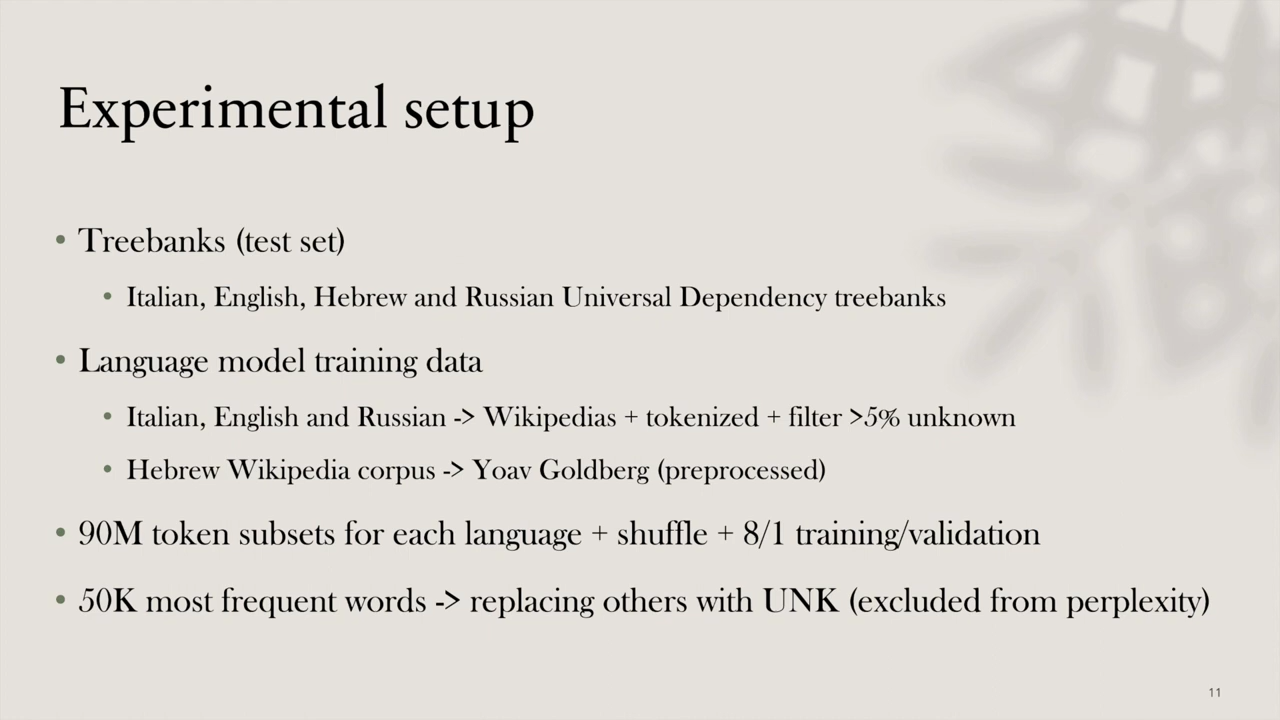 Experimental setup
• Treebanks (test set)
• Italian, English, Hebrew and Russian Universal Dependency treebanks
• Language model training data
• Italian, English and Russian -> Wikipedias + tokenized + filter >5% unknown
• Hebrew Wikipedia corpus -> Yoav Goldberg (preprocessed)
• 90M token subsets for each language + shuffle + 8/1 training/validation
• 50K most frequent words -> replacing others with UNK (excluded from perplexity)
11